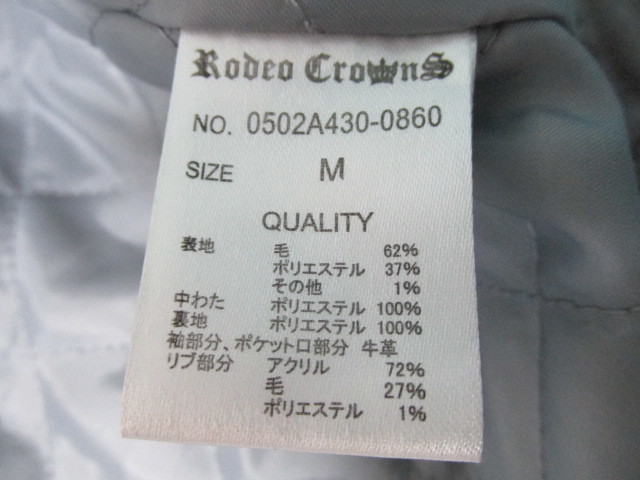 Rodeo Crowns
NO. 0502A430-0860
SIZE M
QUALITY
表地 毛 62%
ポリエステル 37%
その他 1%
中わた ポリエステル 100%
裏地 ポリエステル 100%
袖部分、ポケット口部分 牛革
リブ部分 アクリル 72%
毛 27%
ポリエステル 1%